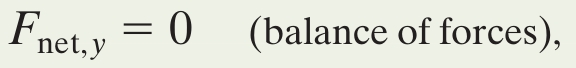 F_net,y = 0 (balance of forces),